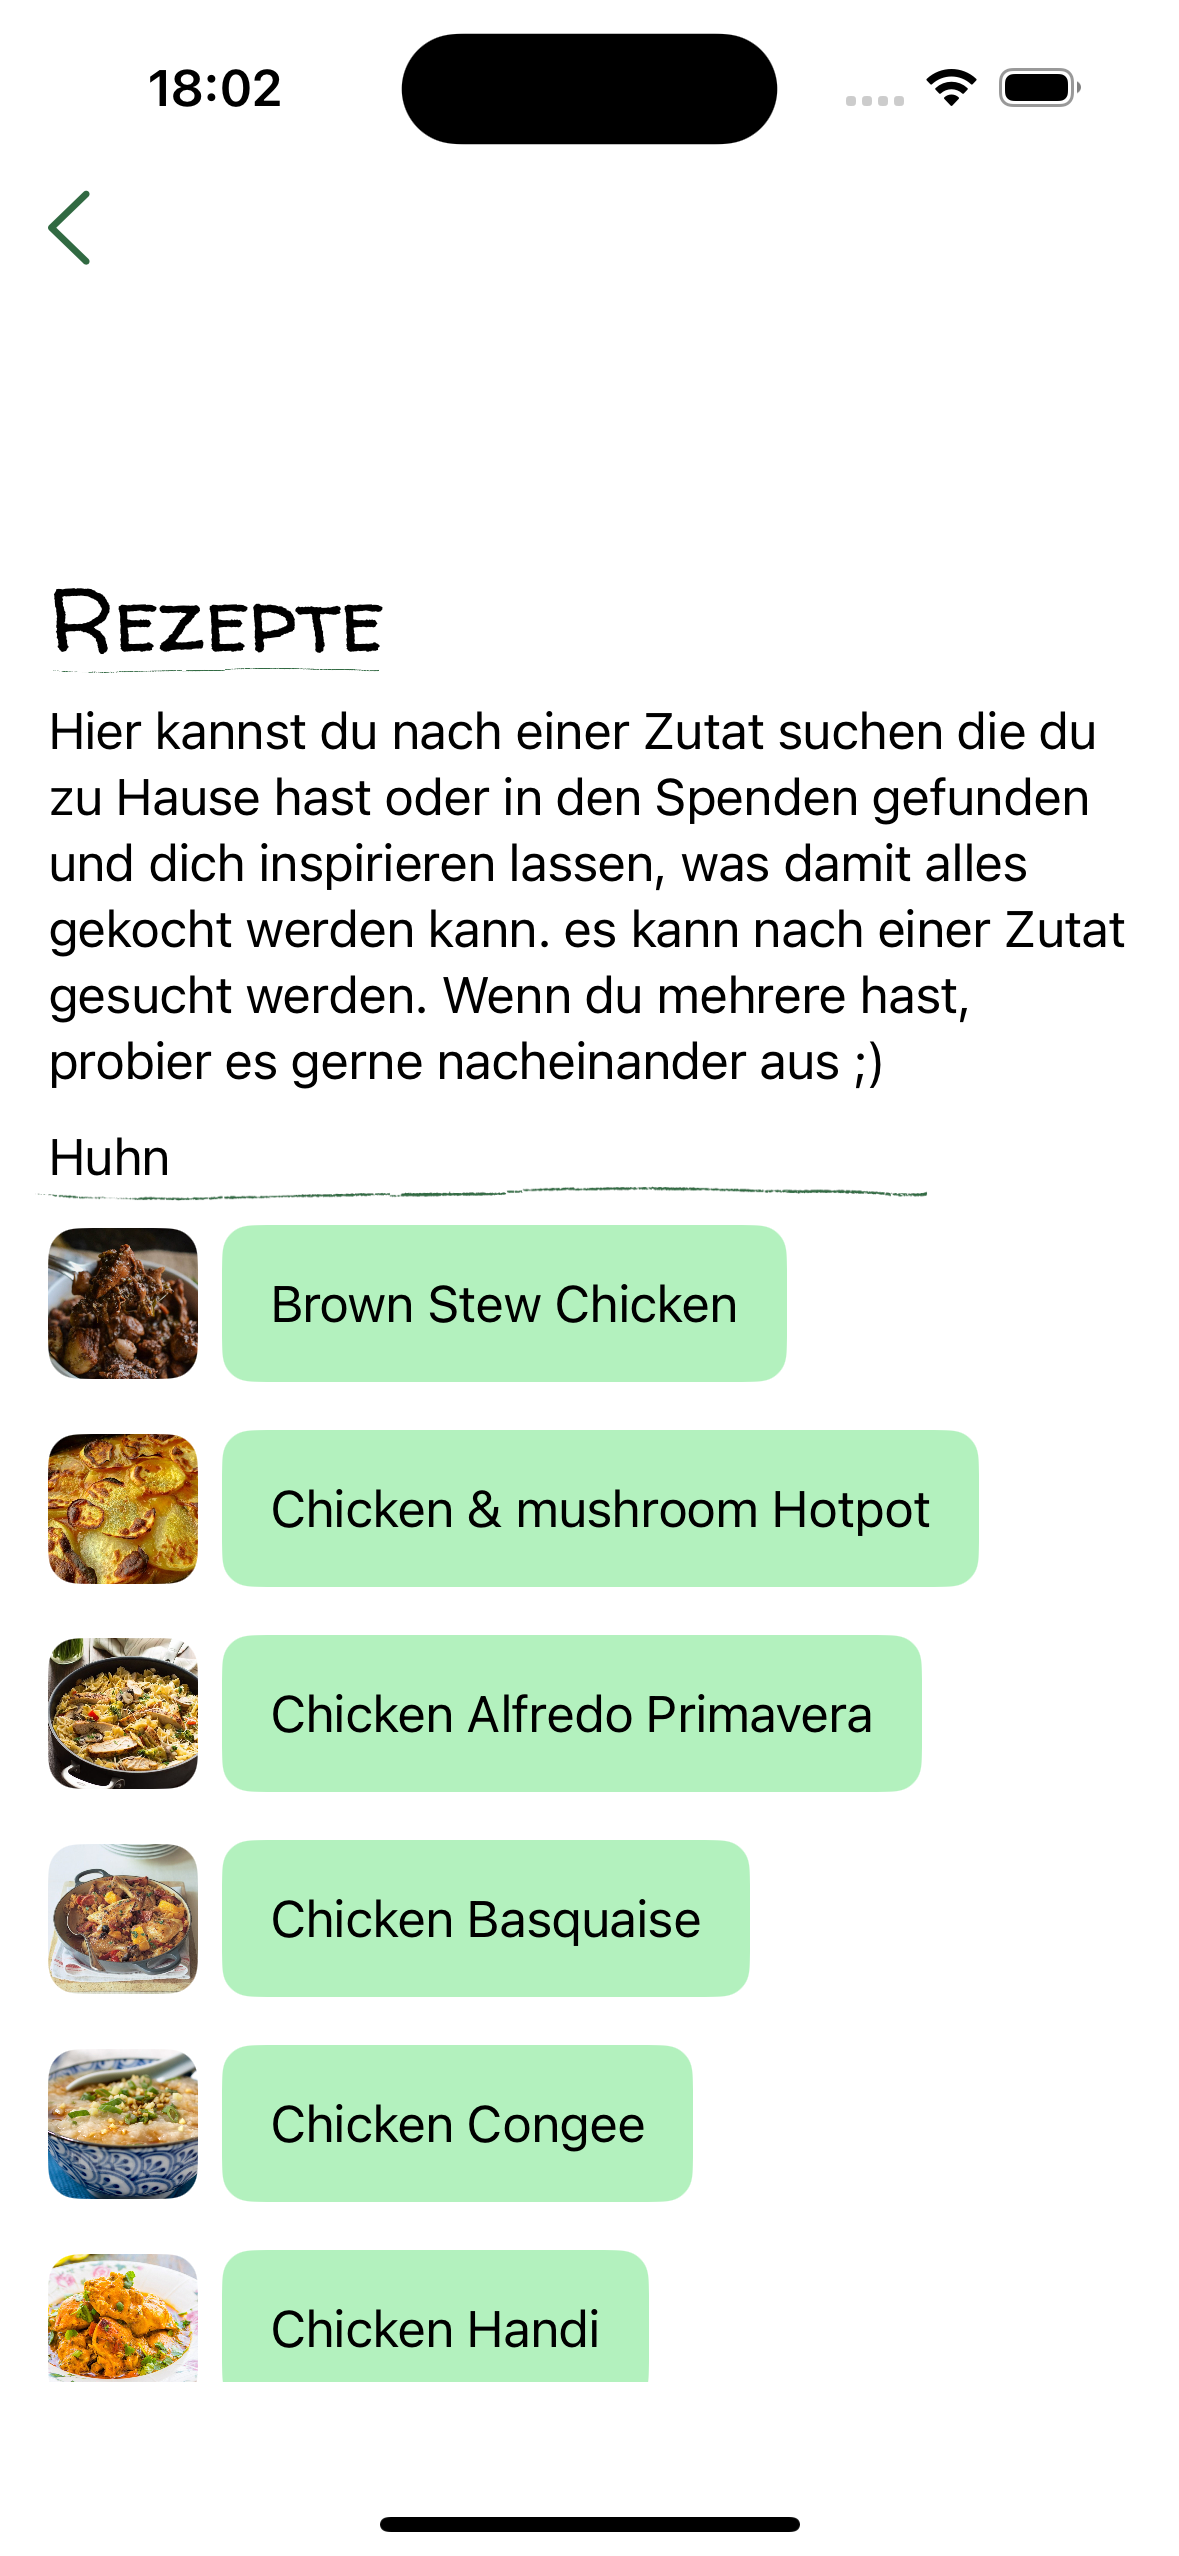 18:02
Rezepte
Hier kannst du nach einer Zutat suchen die du
zu Hause hast oder in den Spenden gefunden
und dich inspirieren lassen, was damit alles
gekocht werden kann. es kann nach einer Zutat
gesucht werden. Wenn du mehrere hast,
probier es gerne nacheinander aus ;)
Huhn
Brown Stew Chicken
Chicken & mushroom Hotpot
Chicken Alfredo Primavera
Chicken Basquaise
Chicken Congee
Chicken Handi